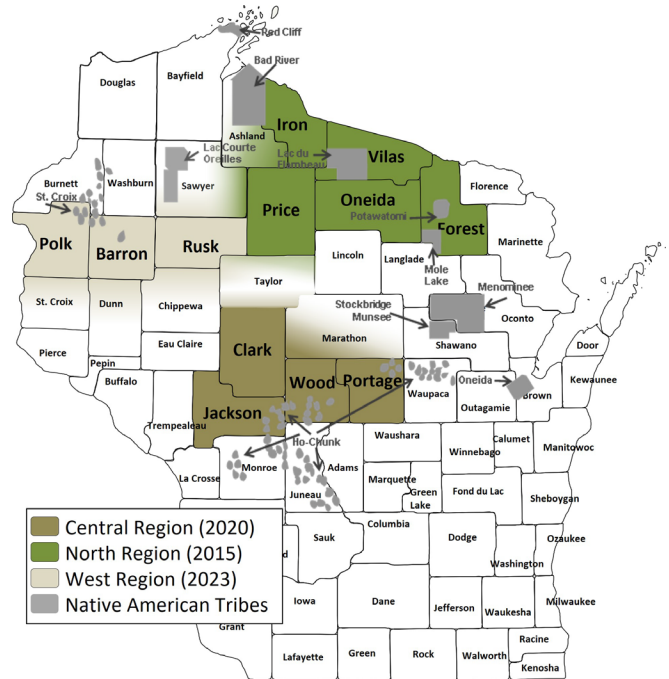 Red Cliff
Bad River
Douglas
Bayfield
Ashland
Iron
Lac Courte
Oreilles
Lac du
Flambeau
Vilas
Burnett
Washburn
Sawyer
Florence
St. Croix
Price
Oneida
Potawatomi
Forest
Polk
Barron
Rusk
Lincoln
Langlade
Marinette
Mole
Lake
Taylor
Menominee
St. Croix
Dunn
Chippewa
Stockbridge
Munsee
Oconto
Marathon
Shawano
Door
Eau Claire
Clark
Pierce
Pepin
Buffalo
Wood
Portage
Oneida
Waupaca
Outagamie
Brown
Kewaunee
Jackson
Trempealeau
Ho-Chunk
Waushara
Calumet
Winnebago
Manitowoc
La Crosse
Monroe
Adams
Juneau
Marquette
Green
Lake
Fond du Lac
Sheboygan
Columbia
Sauk
Dodge
Ozaukee
Washington
Central Region (2020)
North Region (2015)
West Region (2023)
Native American Tribes
d
Iowa
Dane
Jefferson
Waukesha
Milwaukee
Grant
Lafayette
Green
Rock
Walworth
Racine
Kenosha